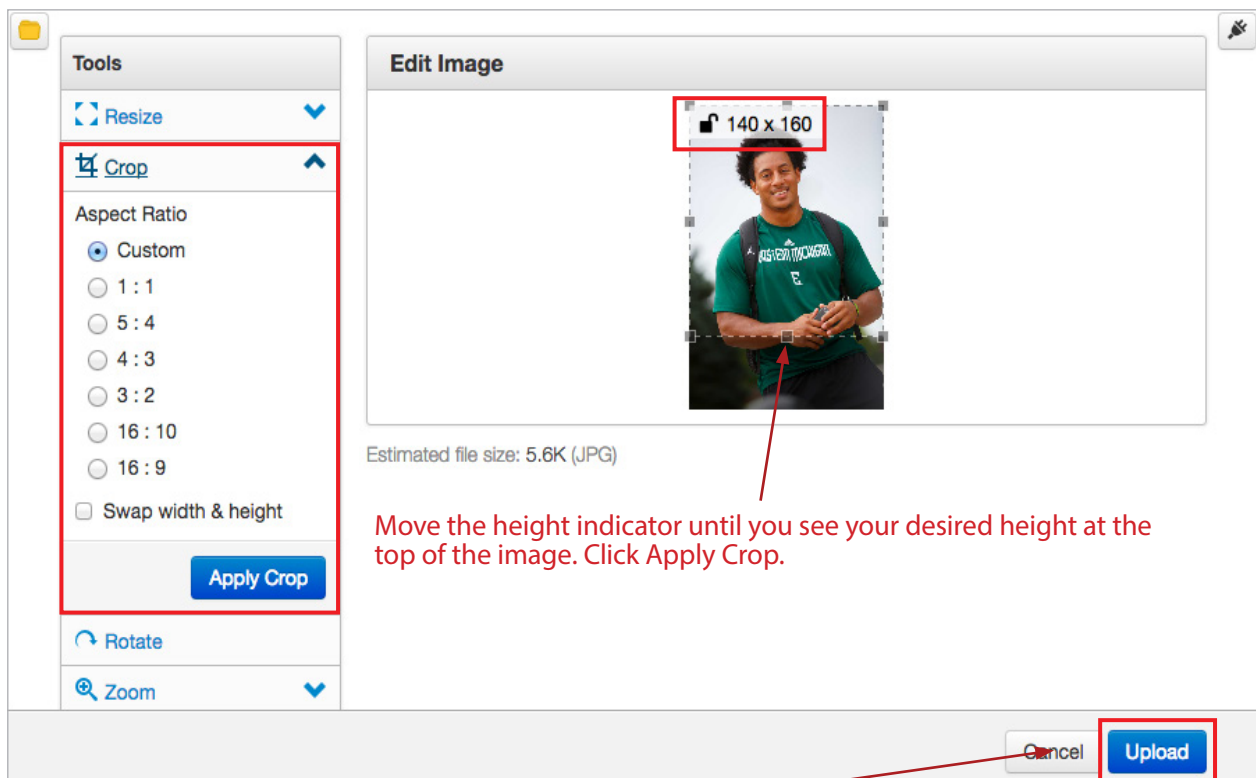 Tools
Resize
Crop
Aspect Ratio
Custom
1 : 1
5 : 4
4 : 3
3 : 2
16 : 10
16 : 9
Swap width & height
Apply Crop
Rotate
Zoom
Edit Image
140 x 160
EASTERN MICHIGAN
E
Estimated file size: 5.6K (JPG)
Move the height indicator until you see your desired height at the
top of the image. Click Apply Crop.
Cancel
Upload